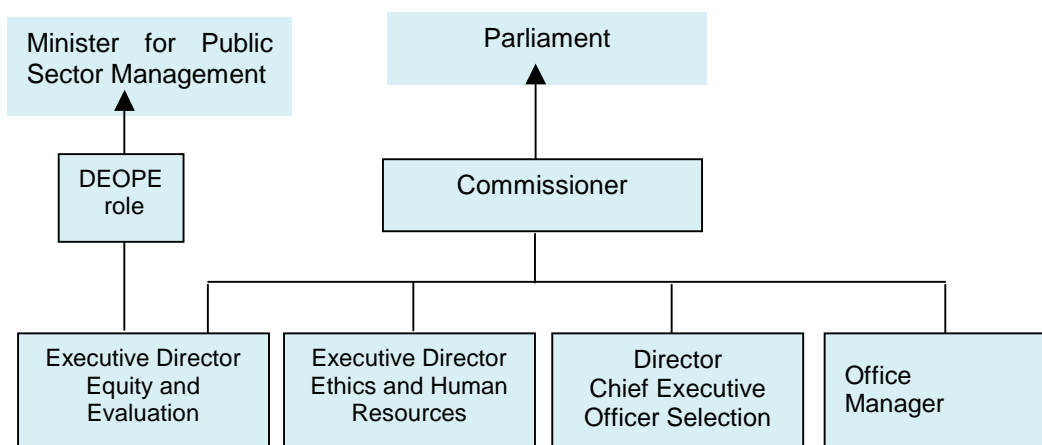 Minister for Public
Sector Management
Parliament
DEOPE
role
Commissioner
Executive Director
Equity and
Evaluation
Executive Director
Ethics and Human
Resources
Director
Chief Executive
Officer Selection
Office
Manager